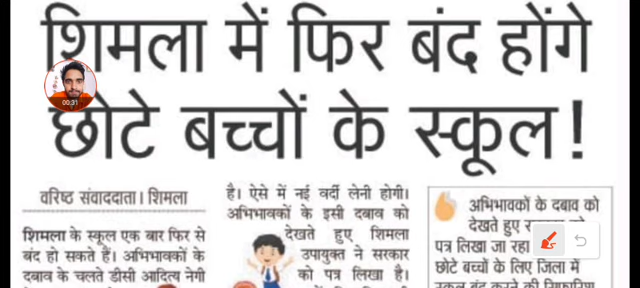 शिमला में फिर बंद होंगे
छोटे बच्चों के स्कूल!
00:31
वरिष्ठ संवाददाता। शिमला
शिमला के स्कूल एक बार फिर से
बंद हो सकते हैं। अभिभावकों के
दबाव के चलते डीसी आदित्य नेगी
है। ऐसे में नई वर्दी लेनी होगी।
अभिभावकों के इसी दबाव को
देखते हुए शिमला
उपायुक्त ने सरकार
को पत्र लिखा है।
अभिभावकों के दबाव को
देखते हुए
पत्र लिखा जा रहा
छोटे बच्चों के लिए जिला में
स्कूल बंद करने की सिफारिश